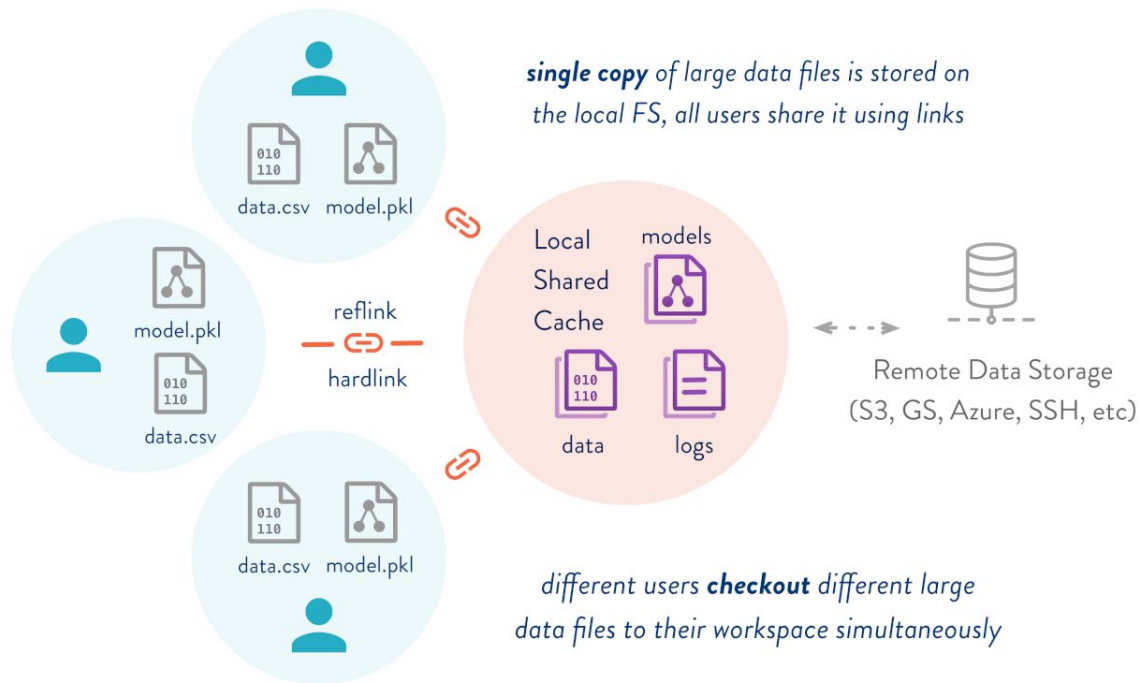 single copy of large data files is stored on
the local FS, all users share it using links
010
110
data.csv
model.pkl
Local
Shared
Cache
models
model.pkl
reflink
hardlink
010
110
data.csv
010
110
data
logs
Remote Data Storage
(S3, GS, Azure, SSH, etc)
010
110
data.csv
model.pkl
different users checkout different large
data files to their workspace simultaneously